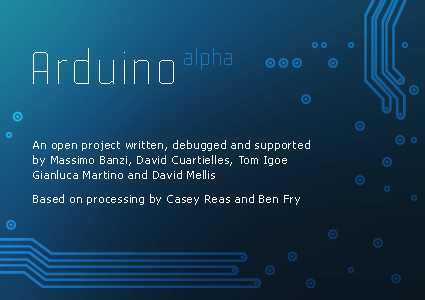 Arduino alpha
An open project written, debugged and supported
by Massimo Banzi, David Cuartielles, Tom Igoe
Gianluca Martino and David Mellis
Based on processing by Casey Reas and Ben Fry